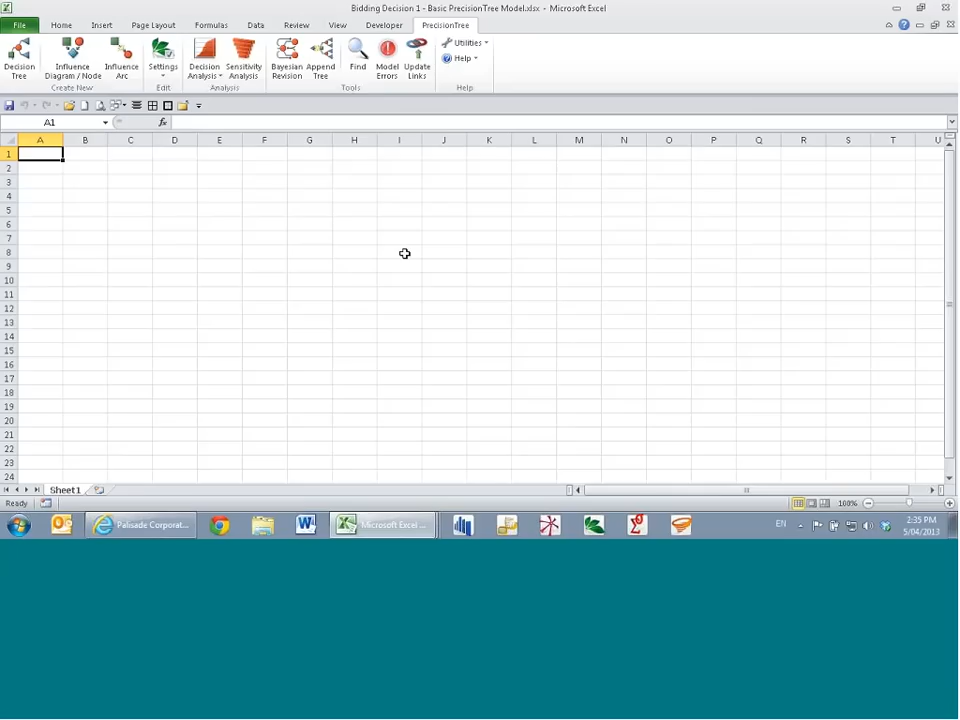 Bidding Decision 1 - Basic PrecisionTree Model.xlsx - Microsoft Excel
File Home Insert Page Layout Formulas Data Review View Developer PrecisionTree
Decision Tree
Influence Diagram / Node
Influence Arc
Settings
Decision Analysis
Sensitivity Analysis
Bayesian Revision
Append Tree
Find
Model Errors
Update Links
Utilities
Help
Create New Edit Analysis Tools Help
A1 fx
A B C D E F G H I J K L M N O P Q R S T U
1
2
3
4
5
6
7
8
9
10
11
12
13
14
15
16
17
18
19
20
21
22
23
24
Sheet1
Ready 100%
Palisade Corporat... Microsoft Excel ... EN 2:35 PM
5/04/2013